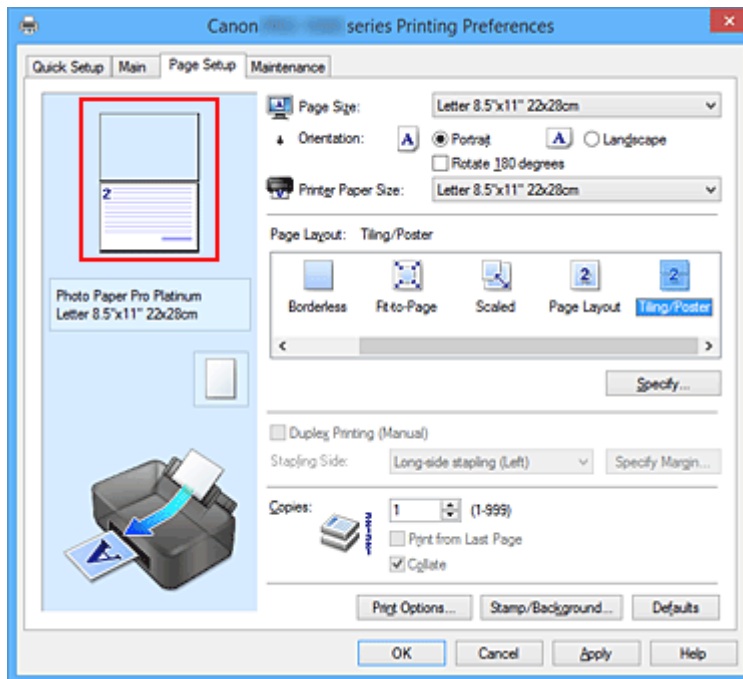 Canon series Printing Preferences
Quick Setup Main Page Setup Maintenance
2
Photo Paper Pro Platinum
Letter 8.5"x11" 22x28cm
Page Size: Letter 8.5"x11" 22x28cm
Orientation: A Portrait A Landscape
Rotate 180 degrees
Printer Paper Size: Letter 8.5"x11" 22x28cm
Page Layout: Tiling/Poster
2 2
Borderless Fit-to-Page Scaled Page Layout Tiling/Poster
Specify...
Duplex Printing (Manual)
Stapling Side: Long-side stapling (Left) Specify Margin...
Copies: 1 (1-999)
Print from Last Page
Collate
A
Print Options... Stamp/Background... Defaults
OK Cancel Apply Help